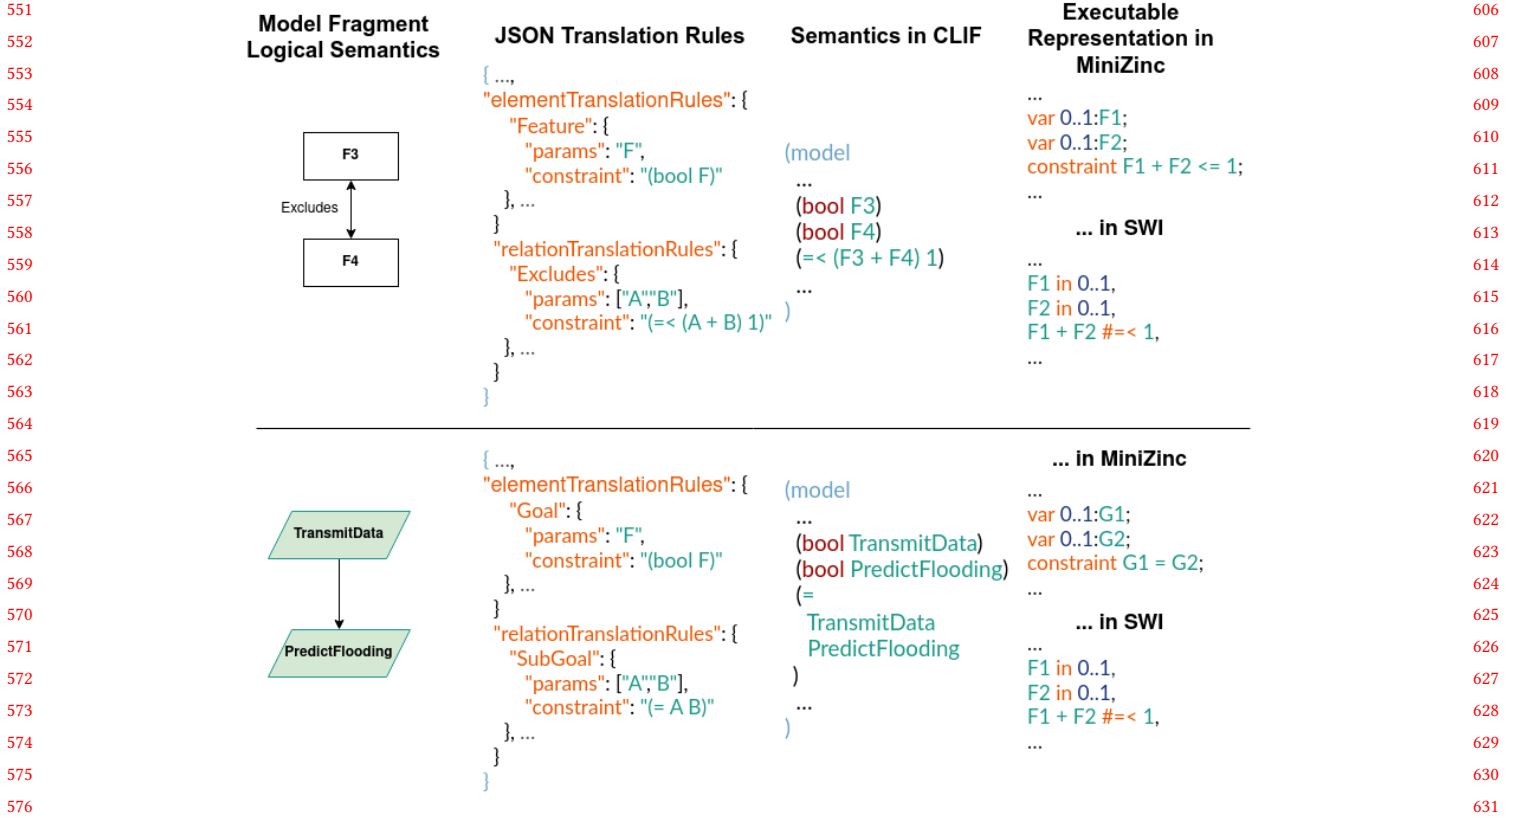 551
552
553
554
555
556
557
558
559
560
561
562
563
564
565
566
567
568
569
570
571
572
573
574
575
576
Model Fragment
Logical Semantics
F3
Excludes
F4
TransmitData
PredictFlooding
JSON Translation Rules
{ ...,
"elementTranslationRules": {
"Feature": {
"params": "F",
"constraint": "(bool F)"
}, ...
}
"relationTranslationRules": {
"Excludes": {
"params": ["A","B"],
"constraint": "(=< (A + B) 1)"
}, ...
}
}
{ ...,
"elementTranslationRules": {
"Goal": {
"params": "F",
"constraint": "(bool F)"
}, ...
}
"relationTranslationRules": {
"SubGoal": {
"params": ["A","B"],
"constraint": "(= A B)"
}, ...
}
}
Semantics in CLIF
(model
...
(bool F3)
(bool F4)
(=< (F3 + F4) 1)
...
)
(model
...
(bool TransmitData)
(bool PredictFlooding)
(=
TransmitData
PredictFlooding
)
...
)
Executable
Representation in
MiniZinc
...
var 0..1:F1;
var 0..1:F2;
constraint F1 + F2 <= 1;
...
... in SWI
...
F1 in 0..1,
F2 in 0..1,
F1 + F2 #=< 1,
...
... in MiniZinc
...
var 0..1:G1;
var 0..1:G2;
constraint G1 = G2;
...
... in SWI
...
F1 in 0..1,
F2 in 0..1,
F1 + F2 #=< 1,
...
606
607
608
609
610
611
612
613
614
615
616
617
618
619
620
621
622
623
624
625
626
627
628
629
630
631